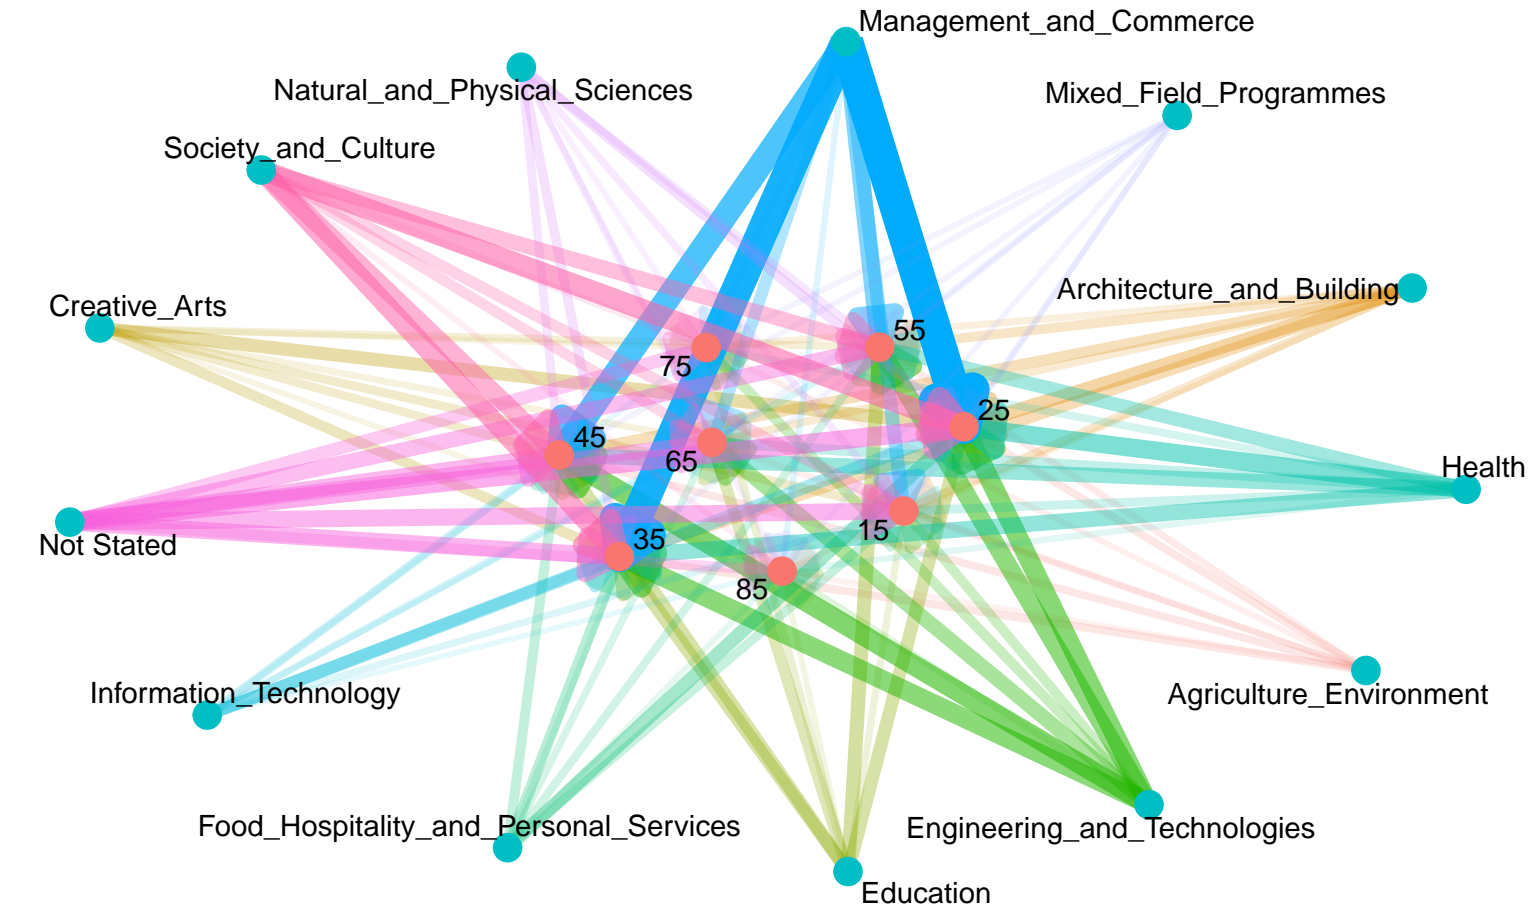 Management_and_Commerce
Natural_and_Physical_Sciences
Mixed_Field_Programmes
Society_and_Culture
Architecture_and_Building
Creative_Arts
55
75
25
45
65
Health
15
Not Stated
35
85
Information_Technology
Agriculture_Environment
Food_Hospitality_and_Personal_Services
Engineering_and_Technologies
Education